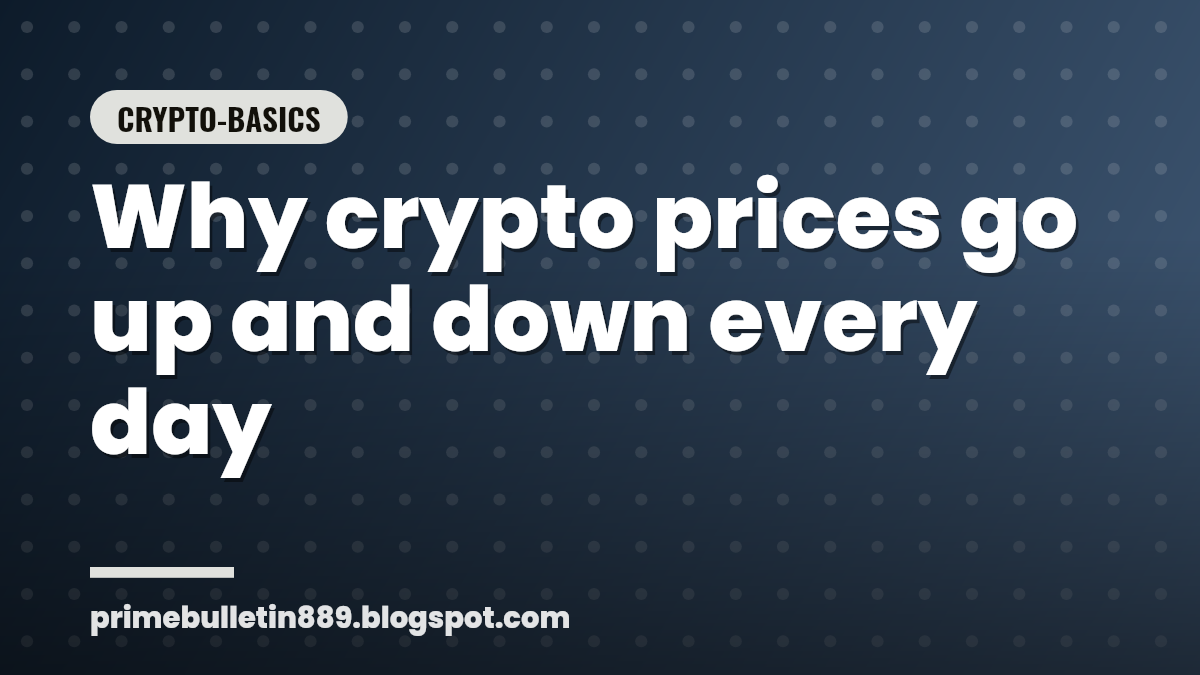 CRYPTO-BASICS
Why crypto prices go
up and down every
day
primebulletin889.blogspot.com